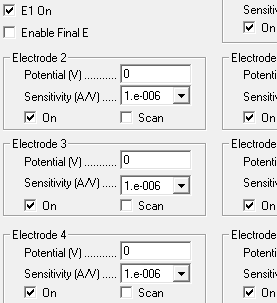 E1 On
Enable Final E
Electrode 2
Potential (V) ........... 0
Sensitivity (A/V) ..... 1.e-006
On Scan
Electrode 3
Potential (V) ........... 0
Sensitivity (A/V) ..... 1.e-006
On Scan
Electrode 4
Potential (V) ........... 0
Sensitivity (A/V) ..... 1.e-006
On Scan
Sensitiv
On
Electrode
Potenti
Sensitiv
On
Electrode
Potenti
Sensitiv
On
Electrode
Potenti
Sensitiv
On